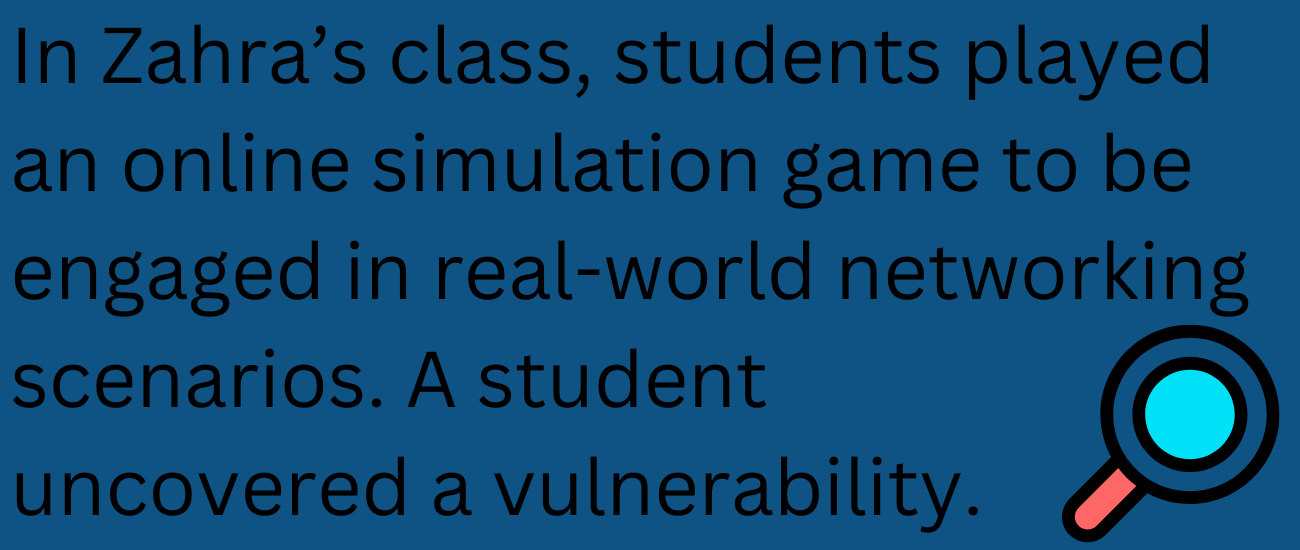 In Zahra’s class, students played
an online simulation game to be
engaged in real-world networking
scenarios. A student
uncovered a vulnerability.